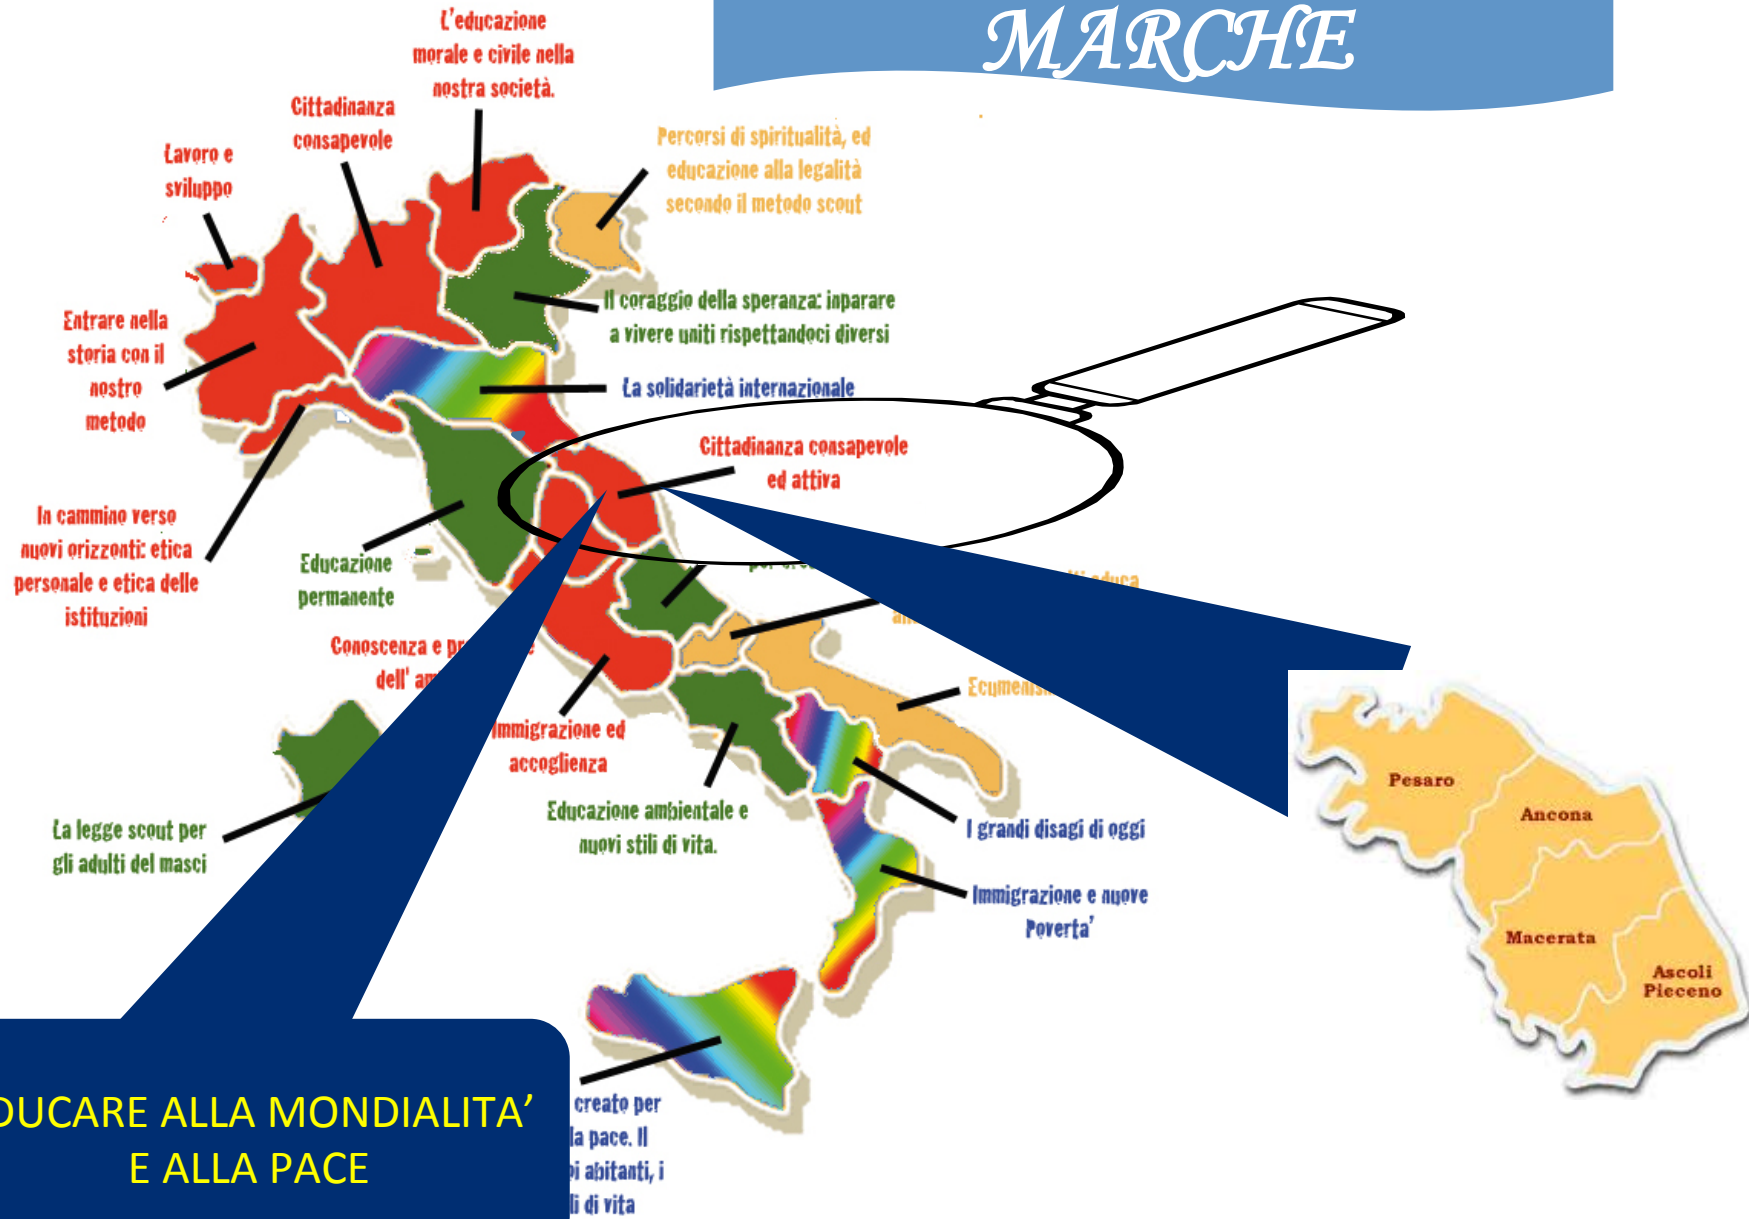 MARCHE
L'educazione
morale e civile nella
nostra società.
Cittadinanza
consapevole
Lavoro e
sviluppo
Percorsi di spiritualità, ed
educazione alla legalità
secondo il metodo scout
Il coraggio della speranza: inparare
a vivere uniti rispettandoci diversi
Entrare nella
storia con il
nostro
metodo
La solidarietà internazionale
Cittadinanza consapevole
ed attiva
In cammino verso
nuovi orizzonti: etica
personale e etica delle
istituzioni
Educazione
permanente
educa
Conoscenza e
dell'
Immigrazione ed
accoglienza
Educazione ambientale e
nuovi stili di vita.
La legge scout per
gli adulti del masci
I grandi disagi di oggi
Immigrazione e nuove
Poverta'
Pesaro
Ancona
Macerata
Ascoli
Pieceno
DUCARE ALLA MONDIALITA’
E ALLA PACE
creato per
la pace. Il
abitanti, i
di vita